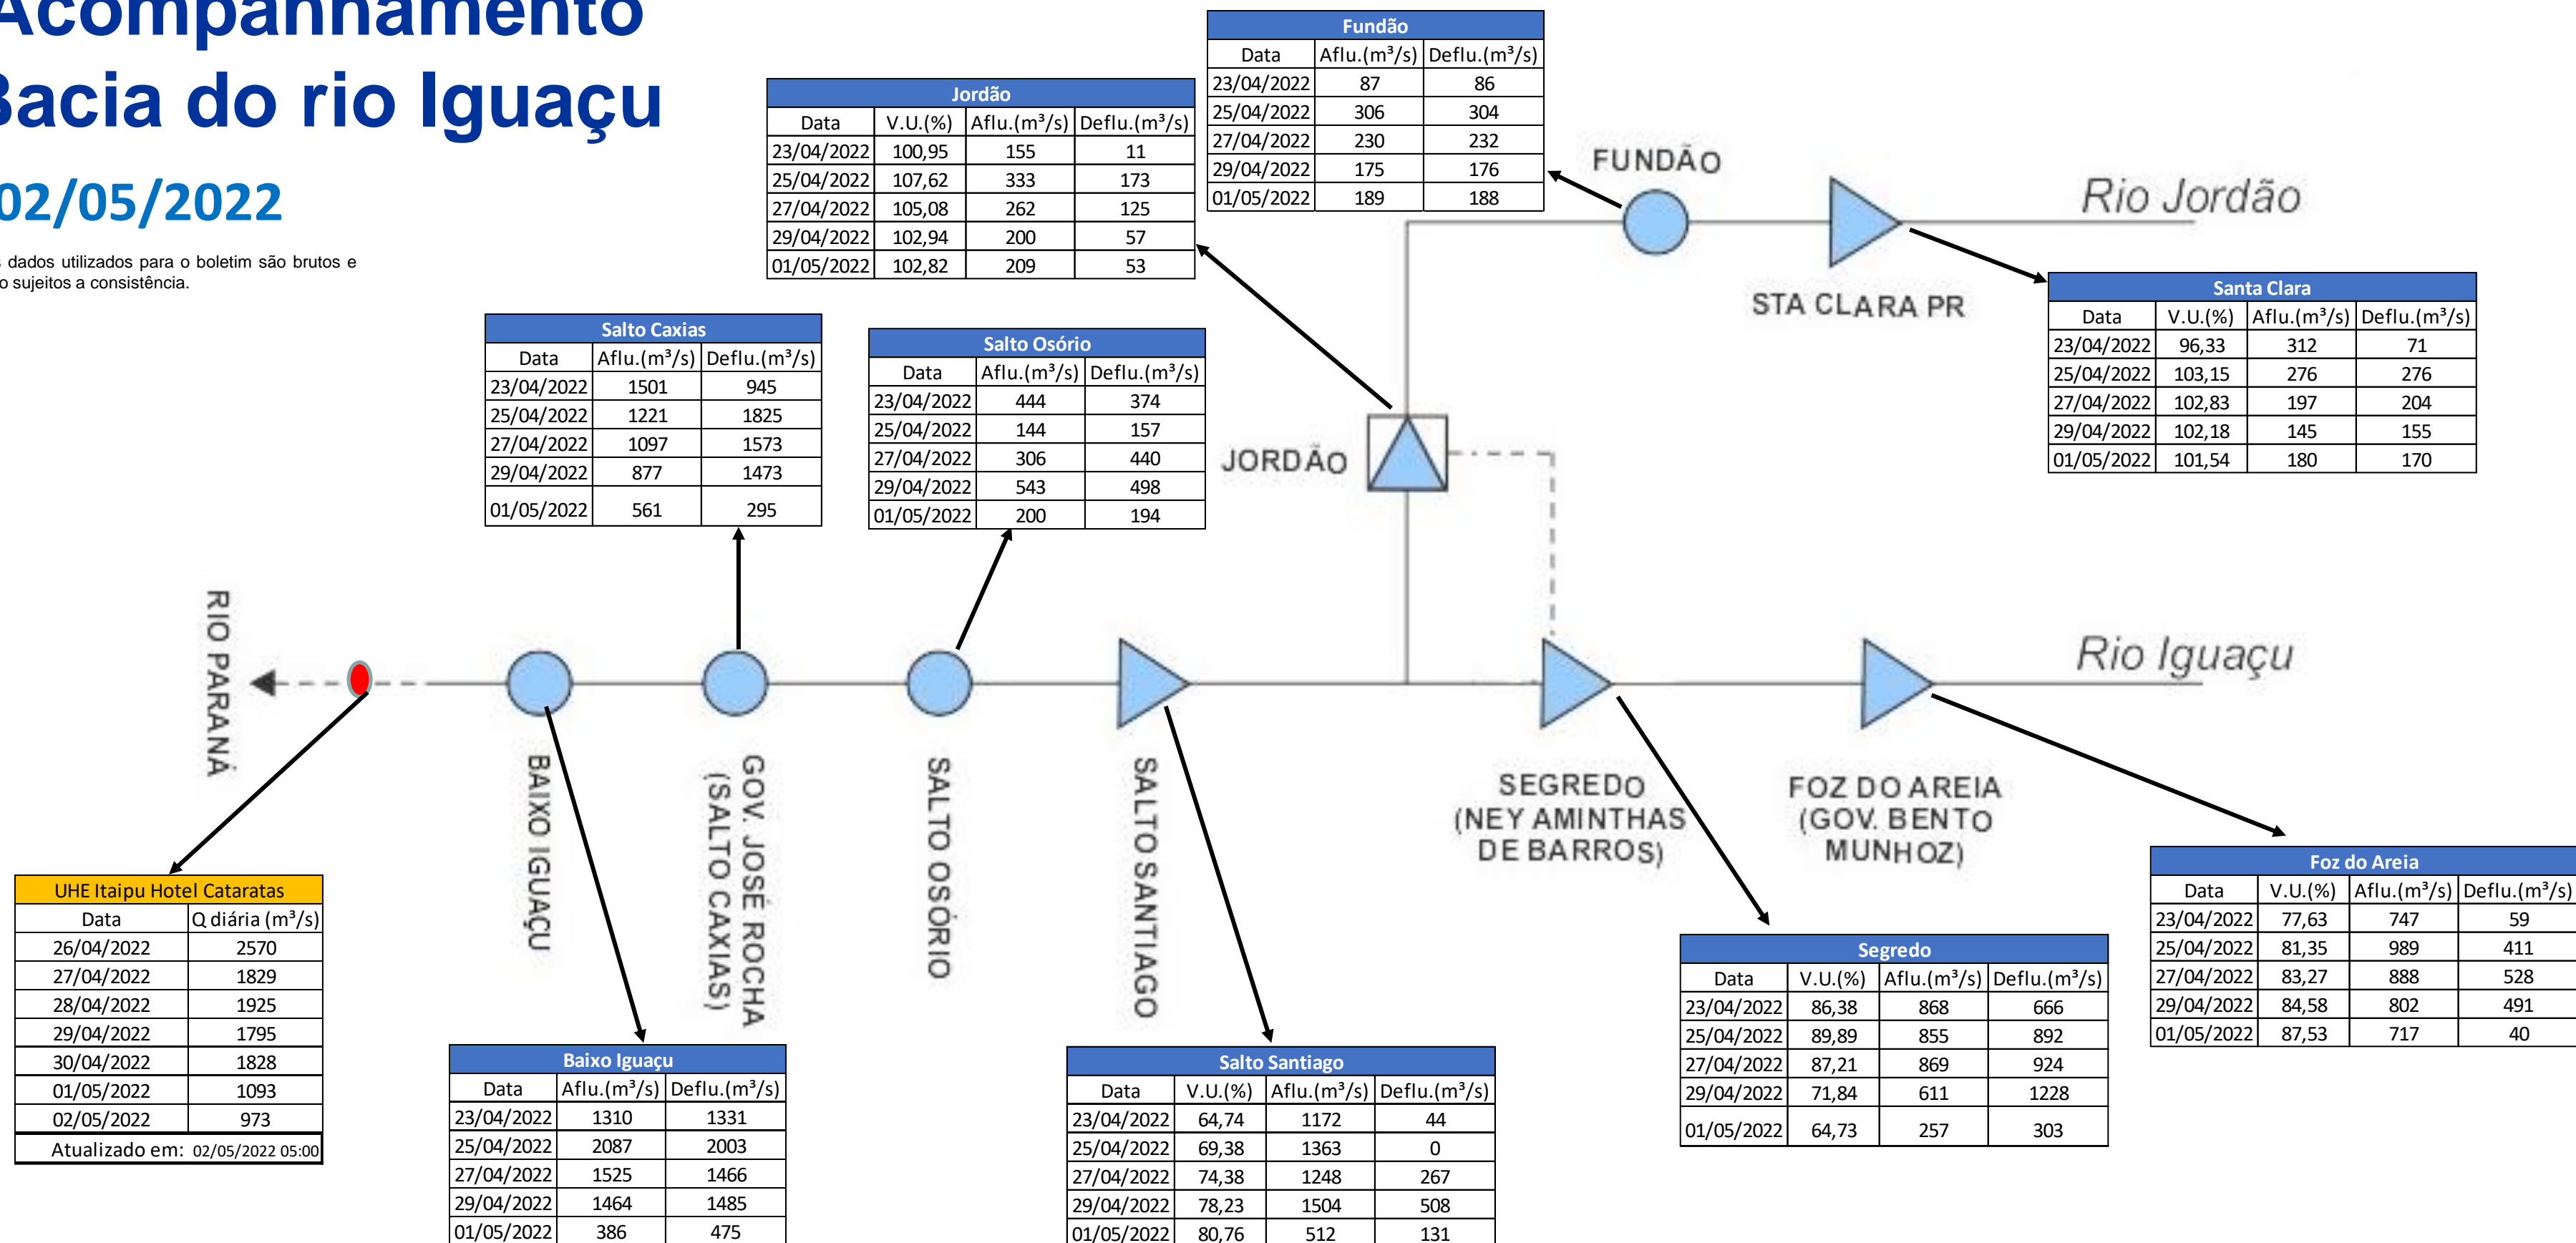 Acompanhamento
Bacia do rio Iguaçu
02/05/2022
s dados utilizados para o boletim são brutos e
o sujeitos a consistência.
Fundão
Data Aflu.(m³/s) Deflu.(m³/s)
23/04/2022 87 86
25/04/2022 306 304
27/04/2022 230 232
29/04/2022 175 176
01/05/2022 189 188
Jordão
Data V.U.(%) Aflu.(m³/s) Deflu.(m³/s)
23/04/2022 100,95 155 11
25/04/2022 107,62 333 173
27/04/2022 105,08 262 125
29/04/2022 102,94 200 57
01/05/2022 102,82 209 53
FUNDÃO
Rio Jordão
STA CLARA PR
Santa Clara
Data V.U.(%) Aflu.(m³/s) Deflu.(m³/s)
23/04/2022 96,33 312 71
25/04/2022 103,15 276 276
27/04/2022 102,83 197 204
29/04/2022 102,18 145 155
01/05/2022 101,54 180 170
Salto Caxias
Data Aflu.(m³/s) Deflu.(m³/s)
23/04/2022 1501 945
25/04/2022 1221 1825
27/04/2022 1097 1573
29/04/2022 877 1473
01/05/2022 561 295
Salto Osório
Data Aflu.(m³/s) Deflu.(m³/s)
23/04/2022 444 374
25/04/2022 144 157
27/04/2022 306 440
29/04/2022 543 498
01/05/2022 200 194
JORDÃO
RIO PARANÁ
Rio Iguaçu
BAIXO IGUAÇU
GOV. JOSÉ ROCHA
(SALTO CAXIAS)
SALTO OSÓRIO
SALTO SANTIAGO
SEGREDO
(NEY AMINTHAS
DE BARROS)
FOZ DO AREIA
(GOV. BENTO
MUNHOZ)
UHE Itaipu Hotel Cataratas
Data Q diária (m³/s)
26/04/2022 2570
27/04/2022 1829
28/04/2022 1925
29/04/2022 1795
30/04/2022 1828
01/05/2022 1093
02/05/2022 973
Atualizado em: 02/05/2022 05:00
Baixo Iguaçu
Data Aflu.(m³/s) Deflu.(m³/s)
23/04/2022 1310 1331
25/04/2022 2087 2003
27/04/2022 1525 1466
29/04/2022 1464 1485
01/05/2022 386 475
Salto Santiago
Data V.U.(%) Aflu.(m³/s) Deflu.(m³/s)
23/04/2022 64,74 1172 44
25/04/2022 69,38 1363 0
27/04/2022 74,38 1248 267
29/04/2022 78,23 1504 508
01/05/2022 80,76 512 131
Segredo
Data V.U.(%) Aflu.(m³/s) Deflu.(m³/s)
23/04/2022 86,38 868 666
25/04/2022 89,89 855 892
27/04/2022 87,21 869 924
29/04/2022 71,84 611 1228
01/05/2022 64,73 257 303
Foz do Areia
Data V.U.(%) Aflu.(m³/s) Deflu.(m³/s)
23/04/2022 77,63 747 59
25/04/2022 81,35 989 411
27/04/2022 83,27 888 528
29/04/2022 84,58 802 491
01/05/2022 87,53 717 40